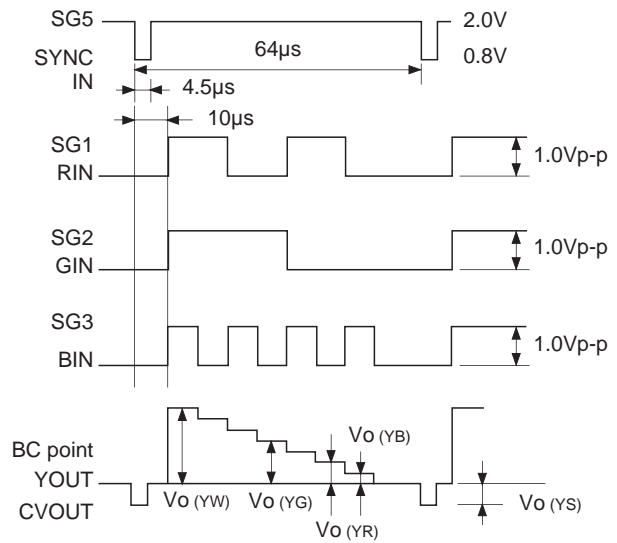 SG5
2.0V
SYNC
IN
64µs
0.8V
4.5µs
10µs
SG1
RIN
1.0Vp-p
SG2
GIN
1.0Vp-p
SG3
BIN
1.0Vp-p
BC point
YOUT
CVOUT
Vo (YW)
Vo (YG)
Vo (YB)
Vo (YR)
Vo (YS)